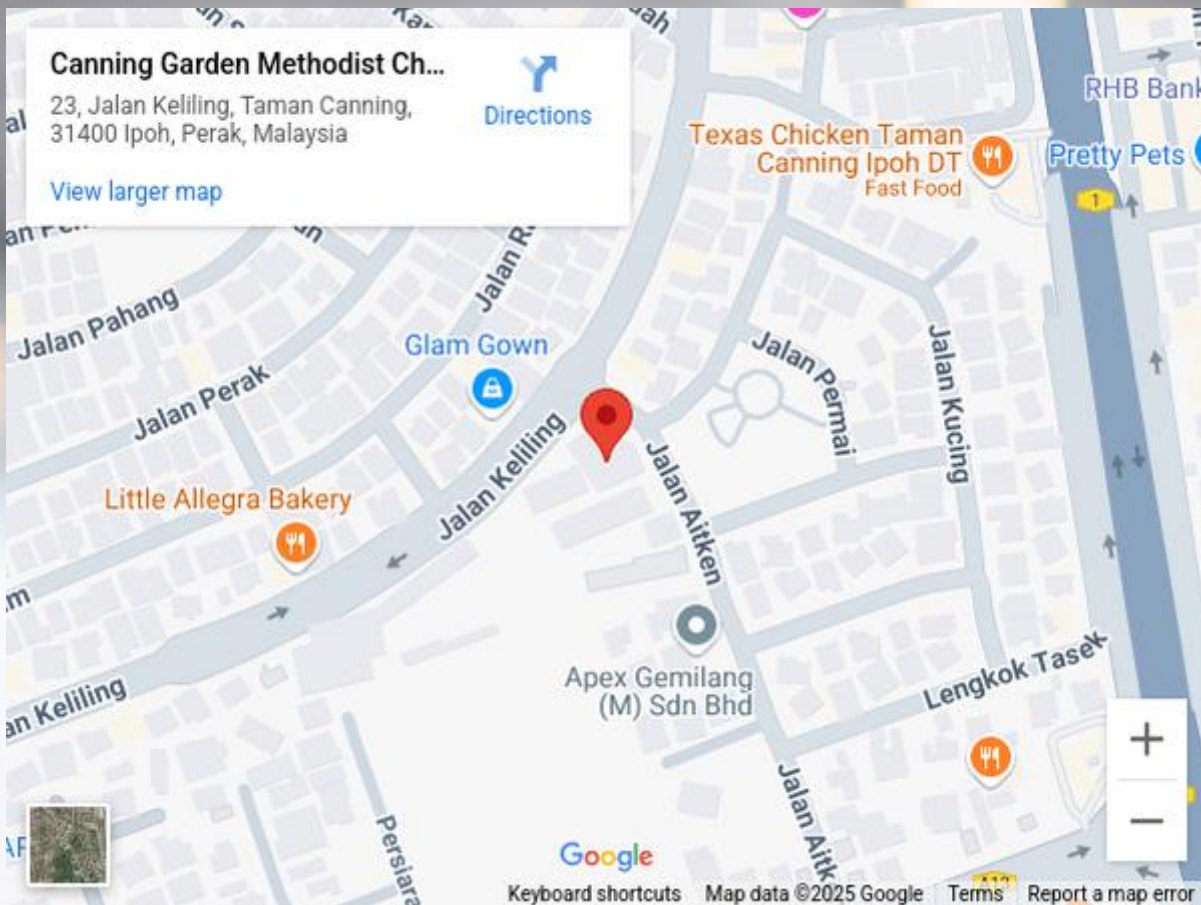 Canning Garden Methodist Ch...
23, Jalan Keliling, Taman Canning,
31400 Ipoh, Perak, Malaysia
Directions
View larger map
RHB Bank
Texas Chicken Taman
Canning Ipoh DT
Fast Food
Pretty Pets
1
Jalan Pahang
Jalan Perak
Glam Gown
Jalan Permai
Jalan Kucing
Jalan Keliling
Jalan Aitken
Little Allegra Bakery
Apex Gemilang
(M) Sdn Bhd
Lengkok Tasek
an Keliling
Jalan Aitk
Persiara
Google
Keyboard shortcuts
Map data ©2025 Google
Terms
Report a map error